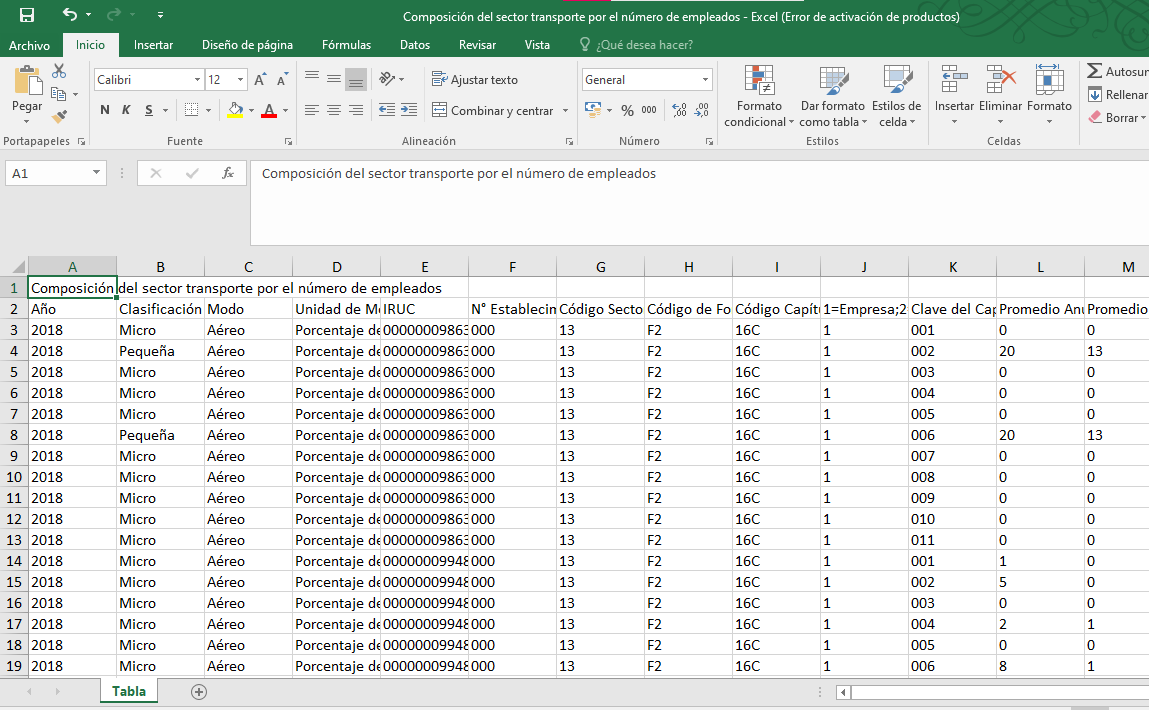 Composición del sector transporte por el número de empleados - Excel (Error de activación de productos)
Archivo Inicio Insertar Diseño de página Fórmulas Datos Revisar Vista ¿Qué desea hacer?
Calibri 12 A A Ajustar texto General Autosum
Pegar N K S Combinar y centrar % 000 Formato condicional Dar formato como tabla Estilos de celda Insertar Eliminar Formato Rellenar
Borrar
Portapapeles Fuente Alineación Número Estilos Celdas
A1 fx Composición del sector transporte por el número de empleados
A B C D E F G H I J K L M
1 Composición del sector transporte por el número de empleados
2 Año Clasificación Modo Unidad de Me IRUC N° Establecin Código Secto Código de Fo Código Capítu 1=Empresa;2 Clave del Cap Promedio Anu Promedio
3 2018 Micro Aéreo Porcentaje de 00000009863 000 13 F2 16C 1 001 0 0
4 2018 Pequeña Aéreo Porcentaje de 00000009863 000 13 F2 16C 1 002 20 13
5 2018 Micro Aéreo Porcentaje de 00000009863 000 13 F2 16C 1 003 0 0
6 2018 Micro Aéreo Porcentaje de 00000009863 000 13 F2 16C 1 004 0 0
7 2018 Micro Aéreo Porcentaje de 00000009863 000 13 F2 16C 1 005 0 0
8 2018 Pequeña Aéreo Porcentaje de 00000009863 000 13 F2 16C 1 006 20 13
9 2018 Micro Aéreo Porcentaje de 00000009863 000 13 F2 16C 1 007 0 0
10 2018 Micro Aéreo Porcentaje de 00000009863 000 13 F2 16C 1 008 0 0
11 2018 Micro Aéreo Porcentaje de 00000009863 000 13 F2 16C 1 009 0 0
12 2018 Micro Aéreo Porcentaje de 00000009863 000 13 F2 16C 1 010 0 0
13 2018 Micro Aéreo Porcentaje de 00000009863 000 13 F2 16C 1 011 0 0
14 2018 Micro Aéreo Porcentaje de 00000009948 000 13 F2 16C 1 001 1 0
15 2018 Micro Aéreo Porcentaje de 00000009948 000 13 F2 16C 1 002 5 0
16 2018 Micro Aéreo Porcentaje de 00000009948 000 13 F2 16C 1 003 0 0
17 2018 Micro Aéreo Porcentaje de 00000009948 000 13 F2 16C 1 004 2 1
18 2018 Micro Aéreo Porcentaje de 00000009948 000 13 F2 16C 1 005 0 0
19 2018 Micro Aéreo Porcentaje de 00000009948 000 13 F2 16C 1 006 8 1
Tabla